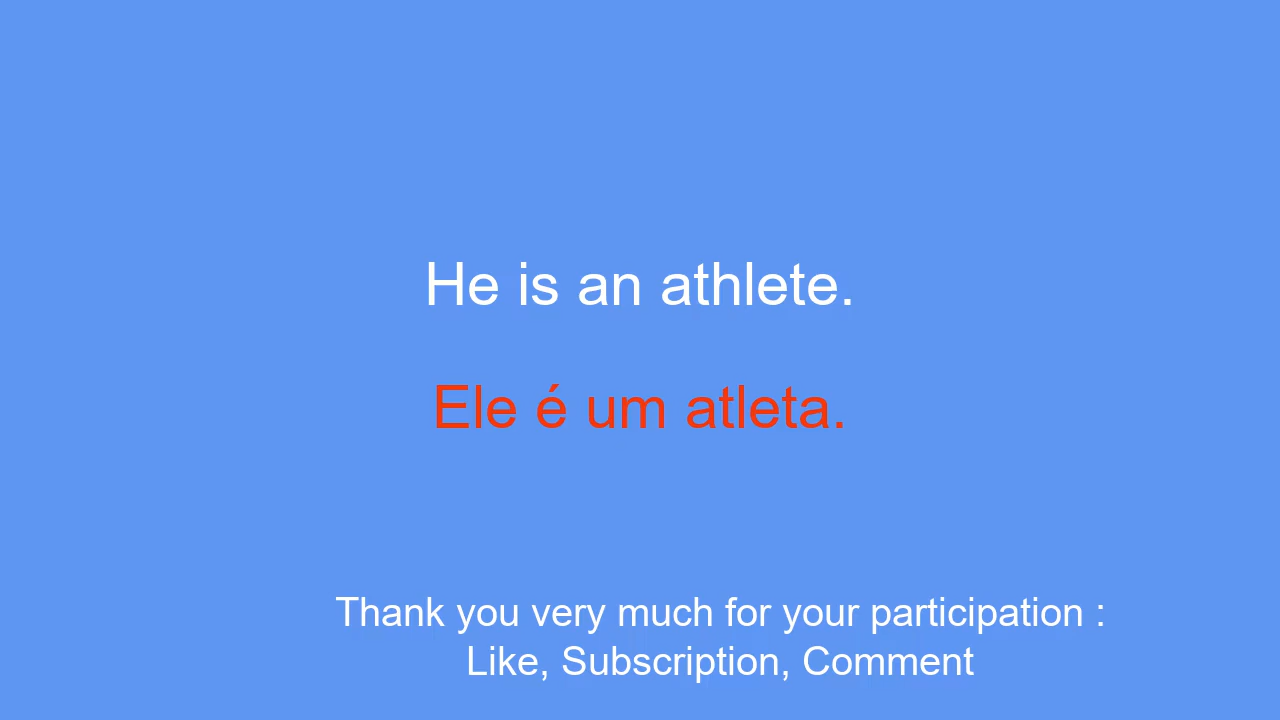 He is an athlete.
Ele é um atleta.
Thank you very much for your participation :
Like, Subscription, Comment